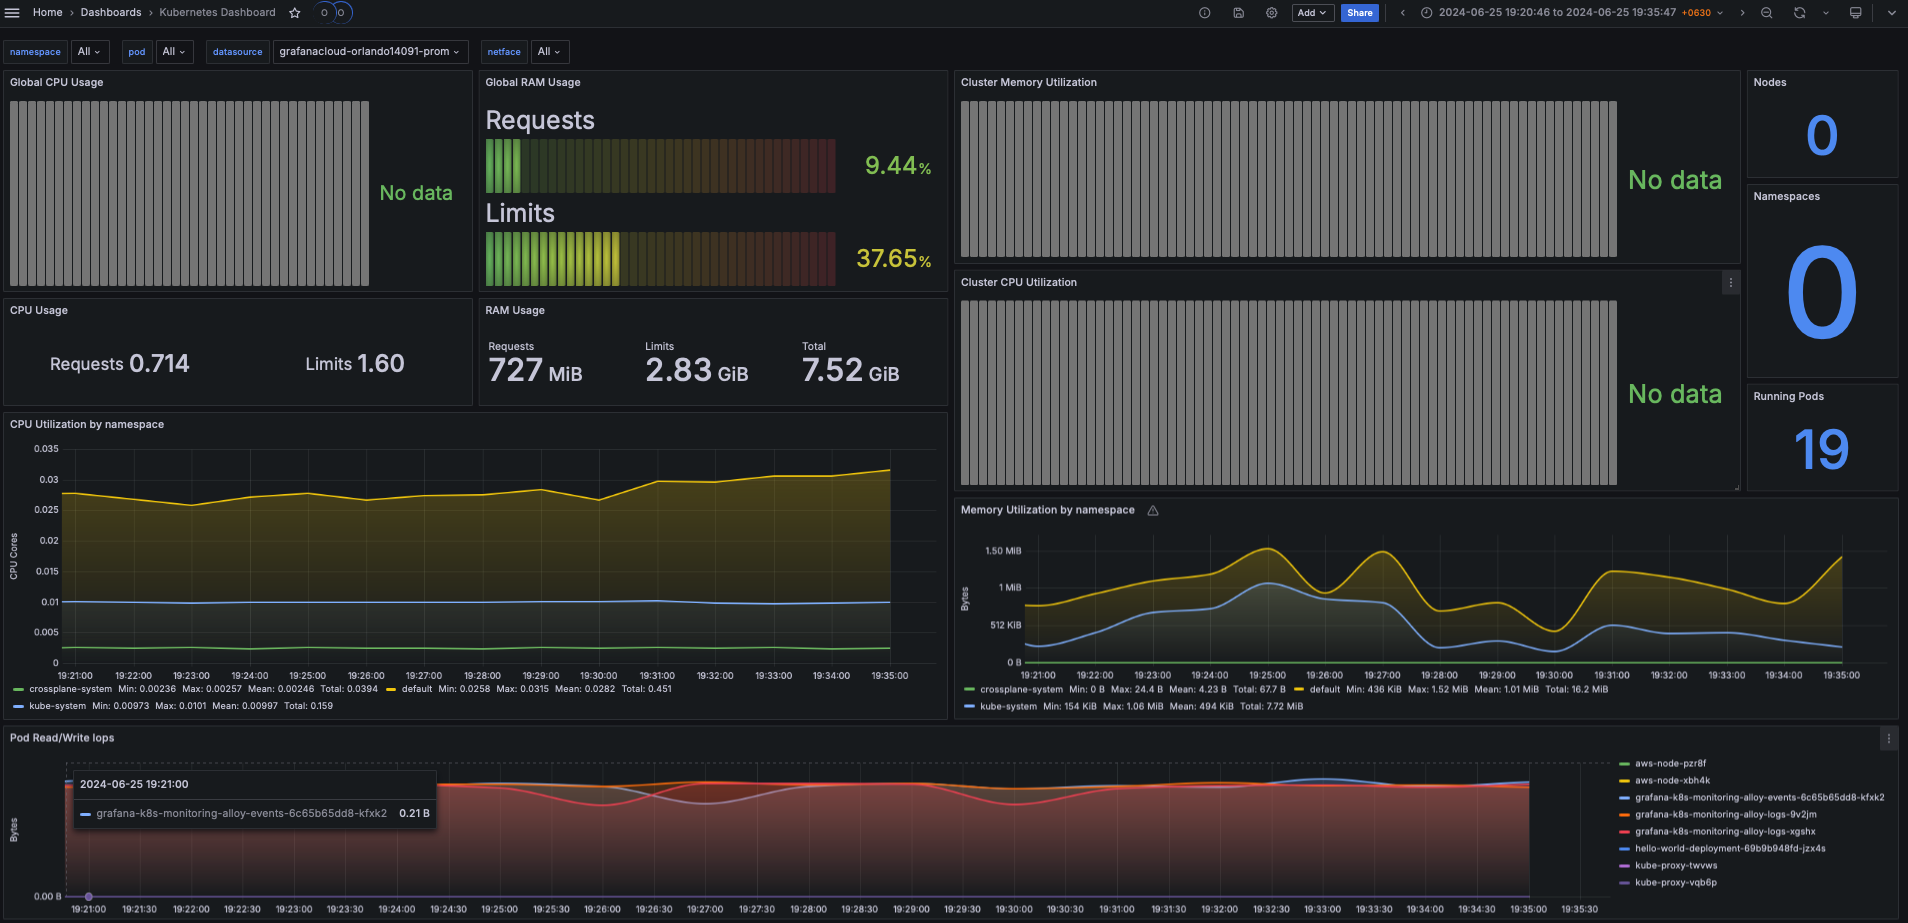 Home › Dashboards › Kubernetes Dashboard 0 0 Add Share 2024-06-25 19:20:46 to 2024-06-25 19:35:47 +0630
namespace All pod All datasource grafanacloud-orlando14091-prom netface All
Global CPU Usage
No data
Global RAM Usage
Requests
9.44%
Limits
37.65%
Cluster Memory Utilization
No data
Nodes
0
Namespaces
0
Cluster CPU Utilization
No data
Running Pods
19
CPU Usage
Requests 0.714 Limits 1.60
RAM Usage
Requests Limits Total
727 MiB 2.83 GiB 7.52 GiB
CPU Utilization by namespace
CPU Cores
0.035
0.03
0.025
0.02
0.015
0.01
0.005
0
19:21:00 19:22:00 19:23:00 19:24:00 19:25:00 19:26:00 19:27:00 19:28:00 19:29:00 19:30:00 19:31:00 19:32:00 19:33:00 19:34:00 19:35:00
crossplane-system Min: 0.00236 Max: 0.00257 Mean: 0.00246 Total: 0.0394 default Min: 0.0258 Max: 0.0315 Mean: 0.0282 Total: 0.451
kube-system Min: 0.00973 Max: 0.0101 Mean: 0.00997 Total: 0.159
Memory Utilization by namespace
Bytes
1.50 MiB
1 MiB
512 KiB
0 B
19:21:00 19:22:00 19:23:00 19:24:00 19:25:00 19:26:00 19:27:00 19:28:00 19:29:00 19:30:00 19:31:00 19:32:00 19:33:00 19:34:00 19:35:00
crossplane-system Min: 0 B Max: 24.4 B Mean: 4.23 B Total: 67.7 B default Min: 436 KiB Max: 1.52 MiB Mean: 1.01 MiB Total: 16.2 MiB
kube-system Min: 154 KiB Max: 1.06 MiB Mean: 494 KiB Total: 7.72 MiB
Pod Read/Write Iops
Bytes
0.00 B
2024-06-25 19:21:00
grafana-k8s-monitoring-alloy-events-6c65b65dd8-kfxk2 0.21 B
19:21:00 19:21:30 19:22:00 19:22:30 19:23:00 19:23:30 19:24:00 19:24:30 19:25:00 19:25:30 19:26:00 19:26:30 19:27:00 19:27:30 19:28:00 19:28:30 19:29:00 19:29:30 19:30:00 19:30:30 19:31:00 19:31:30 19:32:00 19:32:30 19:33:00 19:33:30 19:34:00 19:34:30 19:35:00 19:35:30
aws-node-pzr8f
aws-node-xbh4k
grafana-k8s-monitoring-alloy-events-6c65b65dd8-kfxk2
grafana-k8s-monitoring-alloy-logs-9v2jm
grafana-k8s-monitoring-alloy-logs-xgshx
hello-world-deployment-69b9b948fd-jzx4s
kube-proxy-twvws
kube-proxy-vqb6p